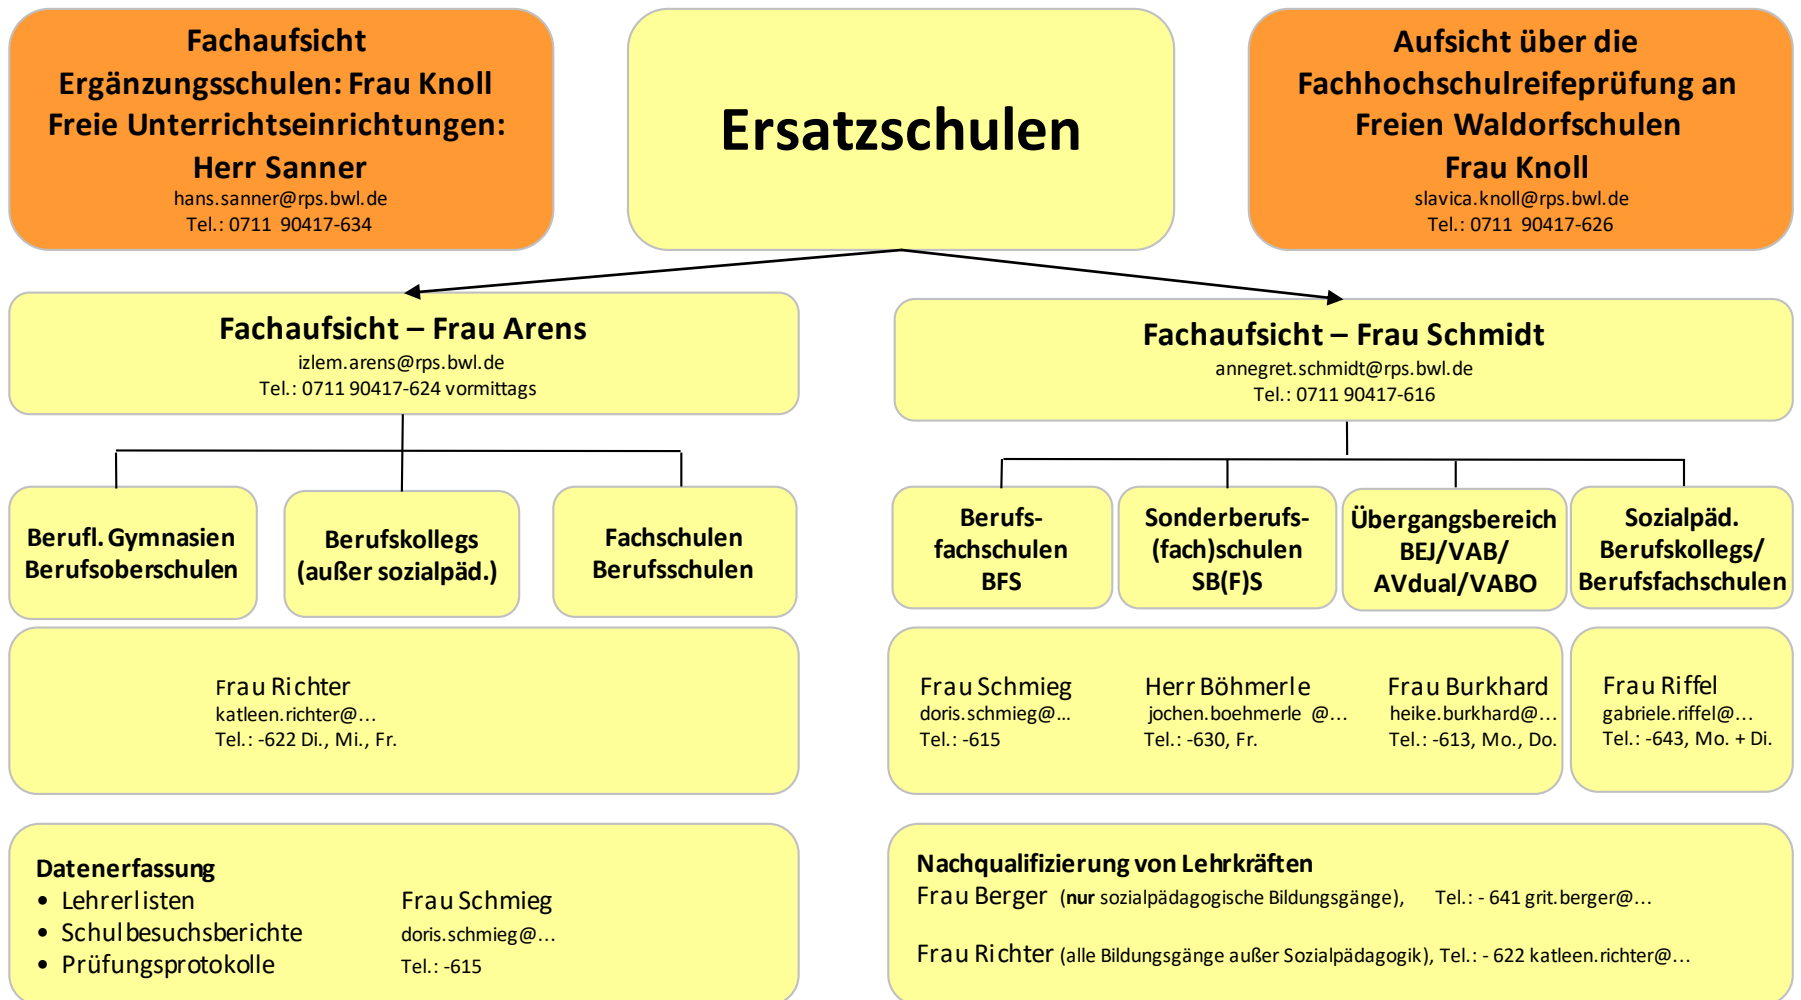 Fachaufsicht
Ergänzungsschulen: Frau Knoll
Freie Unterrichtseinrichtungen:
Herr Sanner
hans.sanner@rps.bwl.de
Tel.: 0711 90417-634
Ersatzschulen
Aufsicht über die
Fachhochschulreifeprüfung an
Freien Waldorfschulen
Frau Knoll
slavica.knoll@rps.bwl.de
Tel.: 0711 90417-626
Fachaufsicht – Frau Arens
izlem.arens@rps.bwl.de
Tel.: 0711 90417-624 vormittags
Fachaufsicht – Frau Schmidt
annegret.schmidt@rps.bwl.de
Tel.: 0711 90417-616
Berufl. Gymnasien
Berufsoberschulen
Berufskollegs
(außer sozialpäd.)
Fachschulen
Berufsschulen
Berufs-
fachschulen
BFS
Sonderberufs-
(fach)schulen
SB(F)S
Übergangsbereich
BEJ/VAB/
AVdual/VABO
Sozialpäd.
Berufskollegs/
Berufsfachschulen
Frau Richter
katleen.richter@…
Tel.: -622 Di., Mi., Fr.
Frau Schmieg
doris.schmieg@…
Tel.: -615
Herr Böhmerle
jochen.boehmerle @…
Tel.: -630, Fr.
Frau Burkhard
heike.burkhard@…
Tel.: -613, Mo., Do.
Frau Riffel
gabriele.riffel@…
Tel.: -643, Mo. + Di.
Datenerfassung
• Lehrerlisten Frau Schmieg
• Schulbesuchsberichte doris.schmieg@…
• Prüfungsprotokolle Tel.: -615
Nachqualifizierung von Lehrkräften
Frau Berger (nur sozialpädagogische Bildungsgänge), Tel.: - 641 grit.berger@…
Frau Richter (alle Bildungsgänge außer Sozialpädagogik), Tel.: - 622 katleen.richter@…